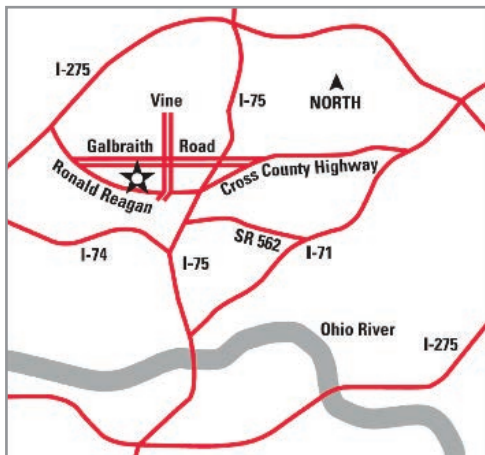 I-275
Vine
I-75
NORTH
Galbraith Road
Ronald Reagan
Cross County Highway
SR 562
I-74
I-75
I-71
Ohio River
I-275